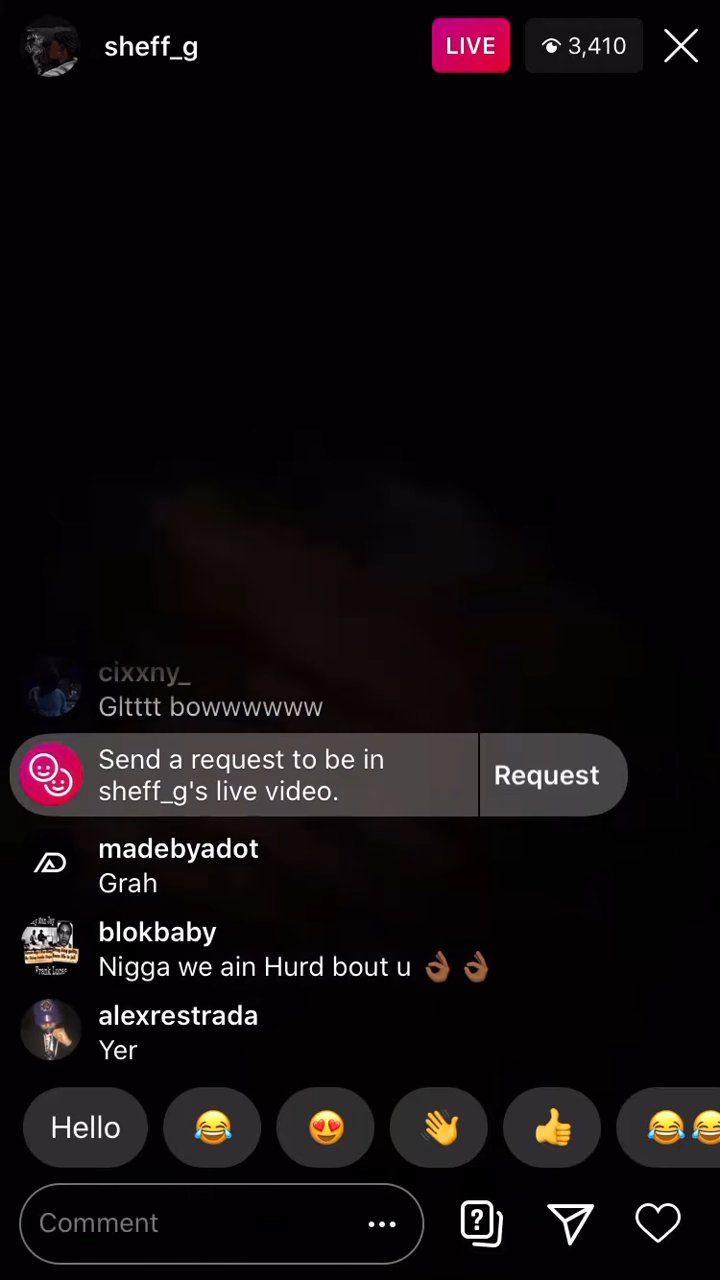 sheff_g
LIVE
3,410
cixxny_
Gltttt bowwwwww
Send a request to be in
sheff_g's live video.
Request
madebyadot
Grah
blokbaby
Nigga we ain Hurd bout u 👌🏾 👌🏾
alexrestrada
Yer
Hello 😂 😍 👋 👍 😂😂
Comment